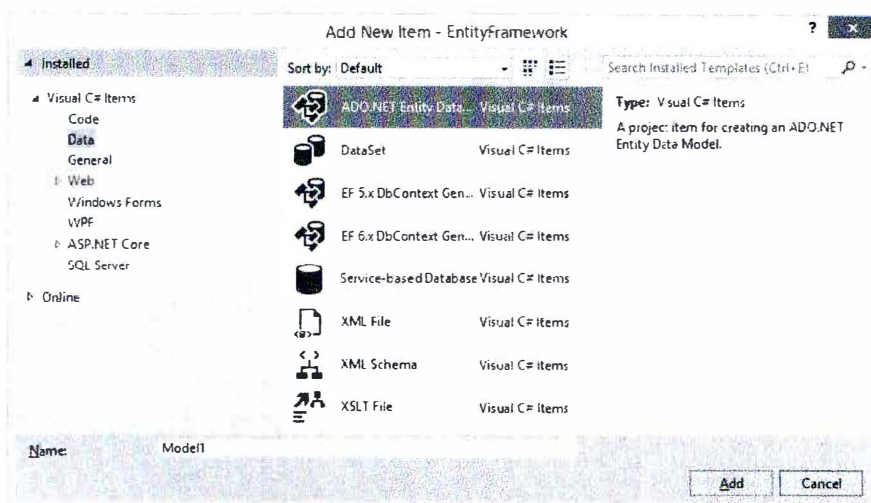 Add New Item - EntityFramework
?
Installed
Visual C# Items
Code
Data
General
Web
Windows Forms
WPF
ASP.NET Core
SQL Server
Online
Sort by: Default
ADO.NET Entity Data... Visual C# Items
DataSet Visual C# Items
EF 5.x DbContext Gen... Visual C# Items
EF 6.x DbContext Gen... Visual C# Items
Service-based Database Visual C# Items
XML File Visual C# Items
XML Schema Visual C# Items
XSLT File Visual C# Items
Search Installed Templates (Ctrl+E)
Type: Visual C# Items
A project item for creating an ADO.NET
Entity Data Model.
Name: Model1
Add Cancel